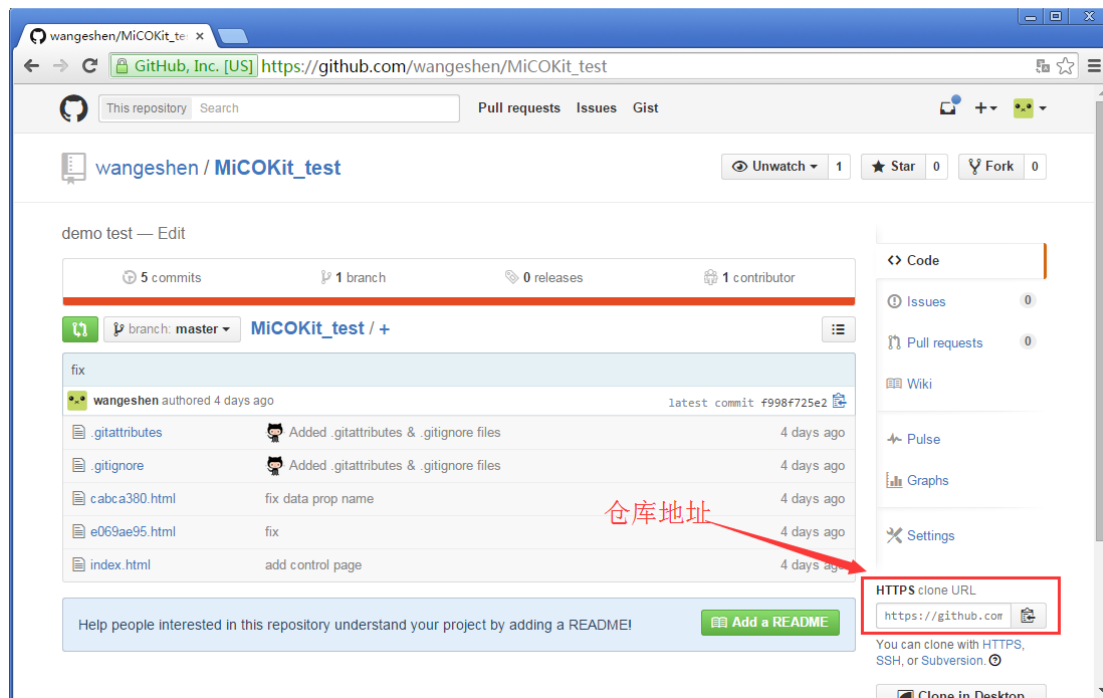 wangeshen/MiCOKit_te
GitHub, Inc. [US] https://github.com/wangeshen/MiCOKit_test
This repository Search Pull requests Issues Gist
wangeshen / MiCOKit_test Unwatch 1 Star 0 Fork 0
demo test — Edit
5 commits 1 branch 0 releases 1 contributor
branch: master MiCOKit_test / +
fix
wangeshen authored 4 days ago latest commit f998f725e2
.gitattributes Added .gitattributes & .gitignore files 4 days ago
.gitignore Added .gitattributes & .gitignore files 4 days ago
cabca380.html fix data prop name 4 days ago
e069ae95.html fix 4 days ago
index.html add control page 4 days ago
仓库地址
Help people interested in this repository understand your project by adding a README! Add a README
Code
Issues 0
Pull requests 0
Wiki
Pulse
Graphs
Settings
HTTPS clone URL
https://github.com
You can clone with HTTPS,
SSH, or Subversion.
Clone in Desktop